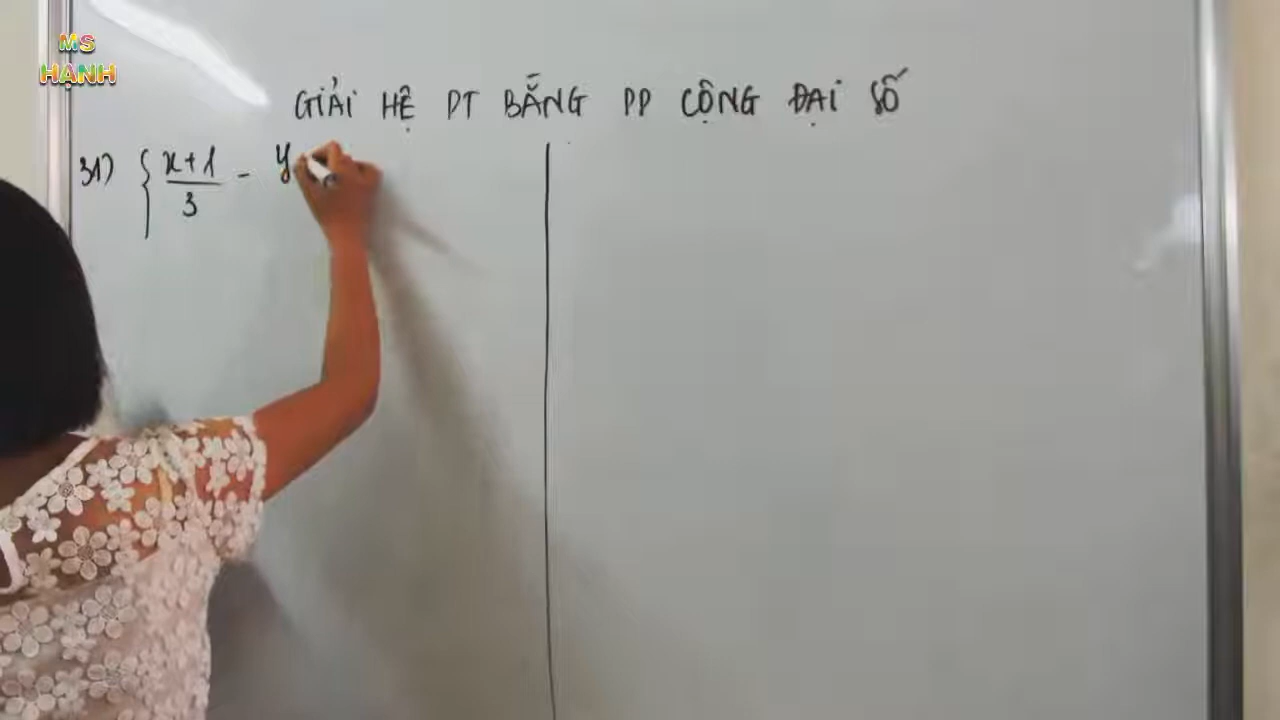 MS
HẠNH
GIẢI HỆ PT BẰNG PP CỘNG ĐẠI SỐ
31) { x+1 - y
3